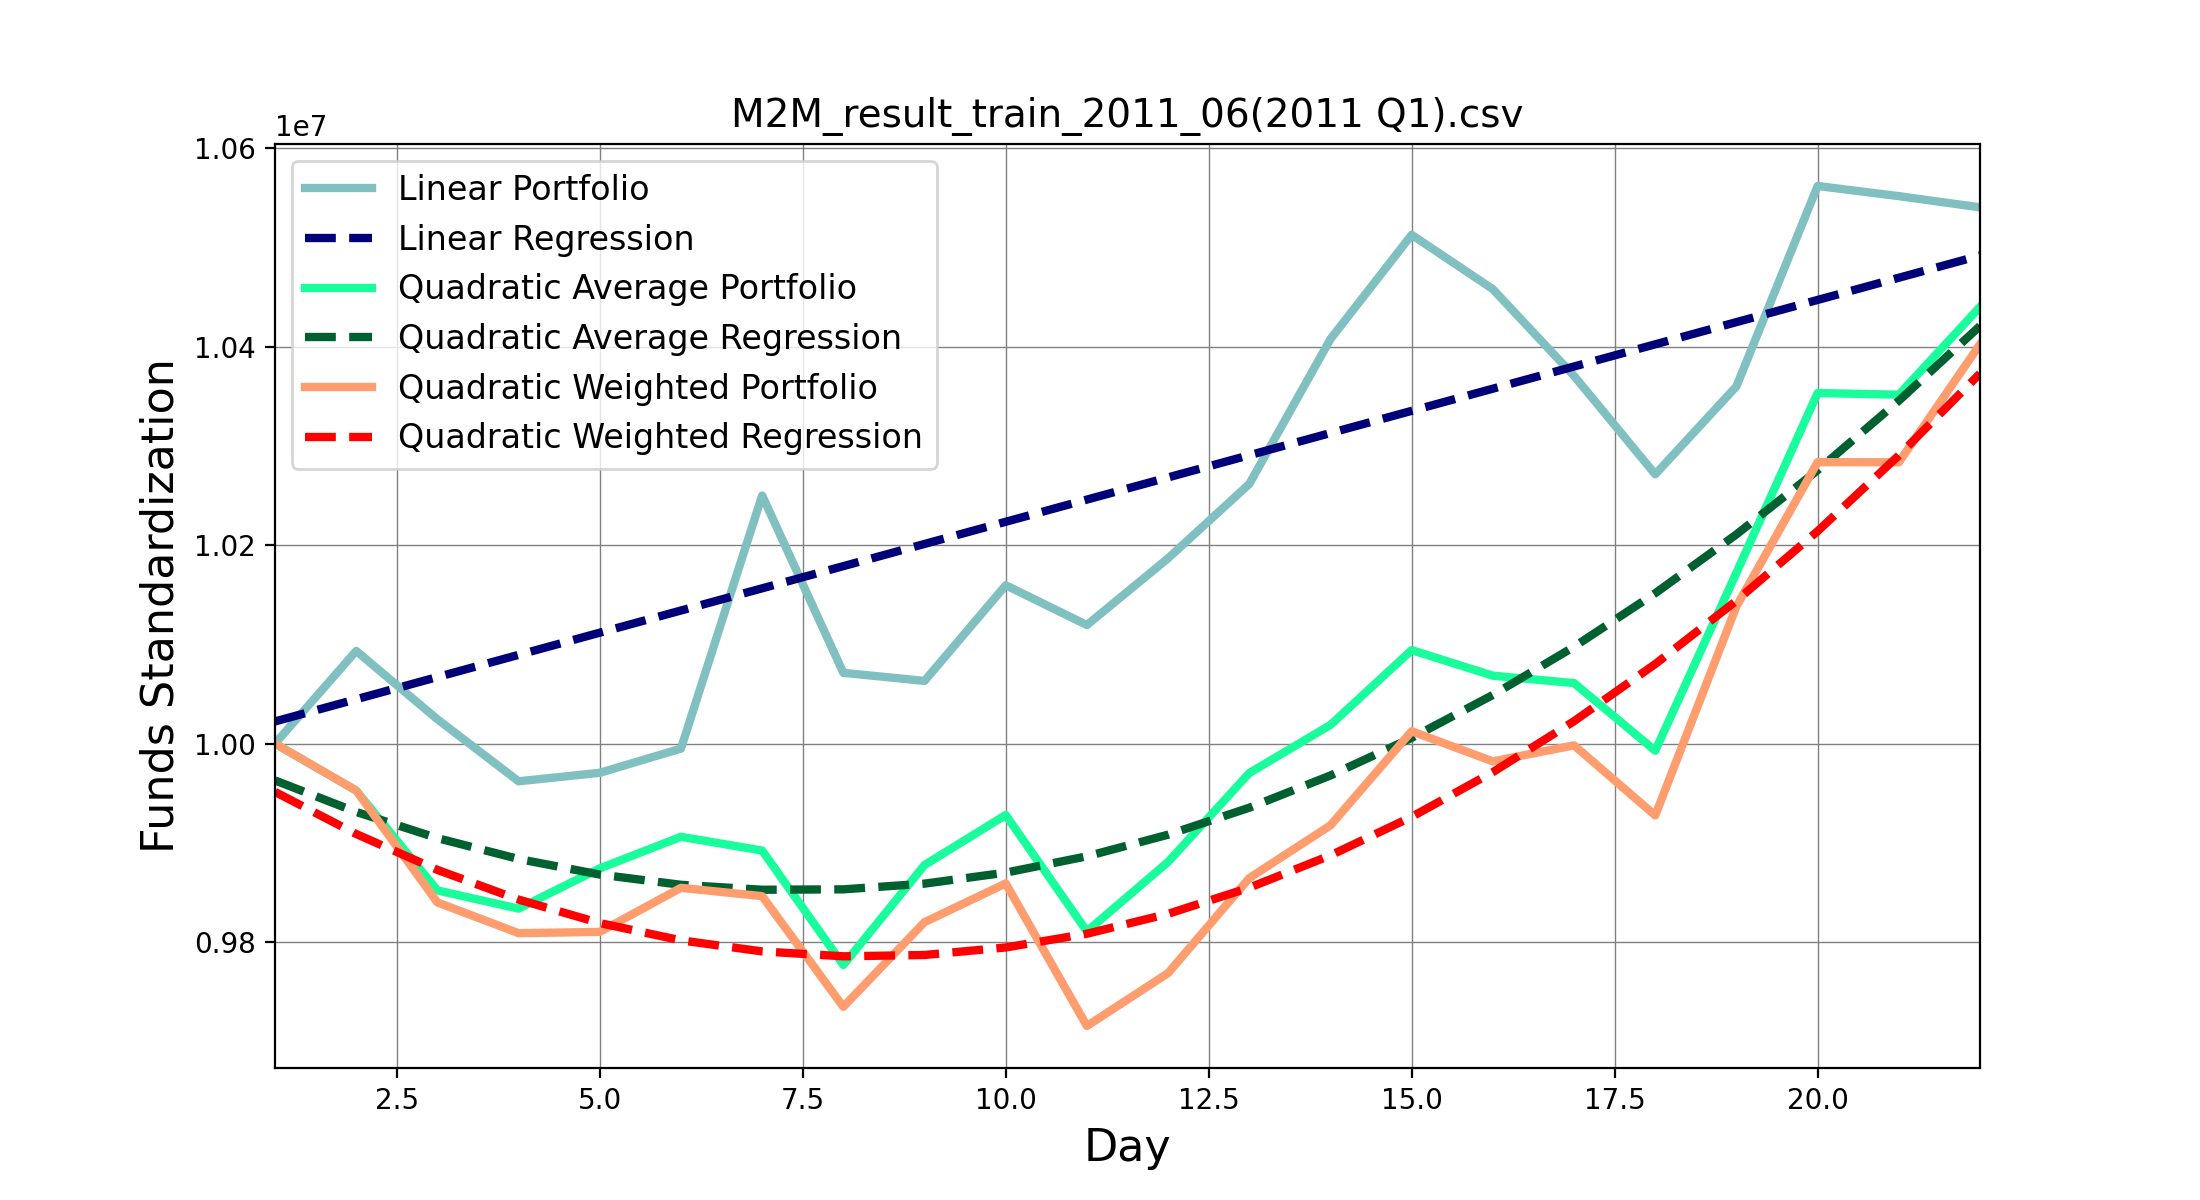 M2M_result_train_2011_06(2011 Q1).csv
1e7
1.06
1.04
1.02
1.00
0.98
Funds Standardization
Linear Portfolio
Linear Regression
Quadratic Average Portfolio
Quadratic Average Regression
Quadratic Weighted Portfolio
Quadratic Weighted Regression
2.5 5.0 7.5 10.0 12.5 15.0 17.5 20.0
Day